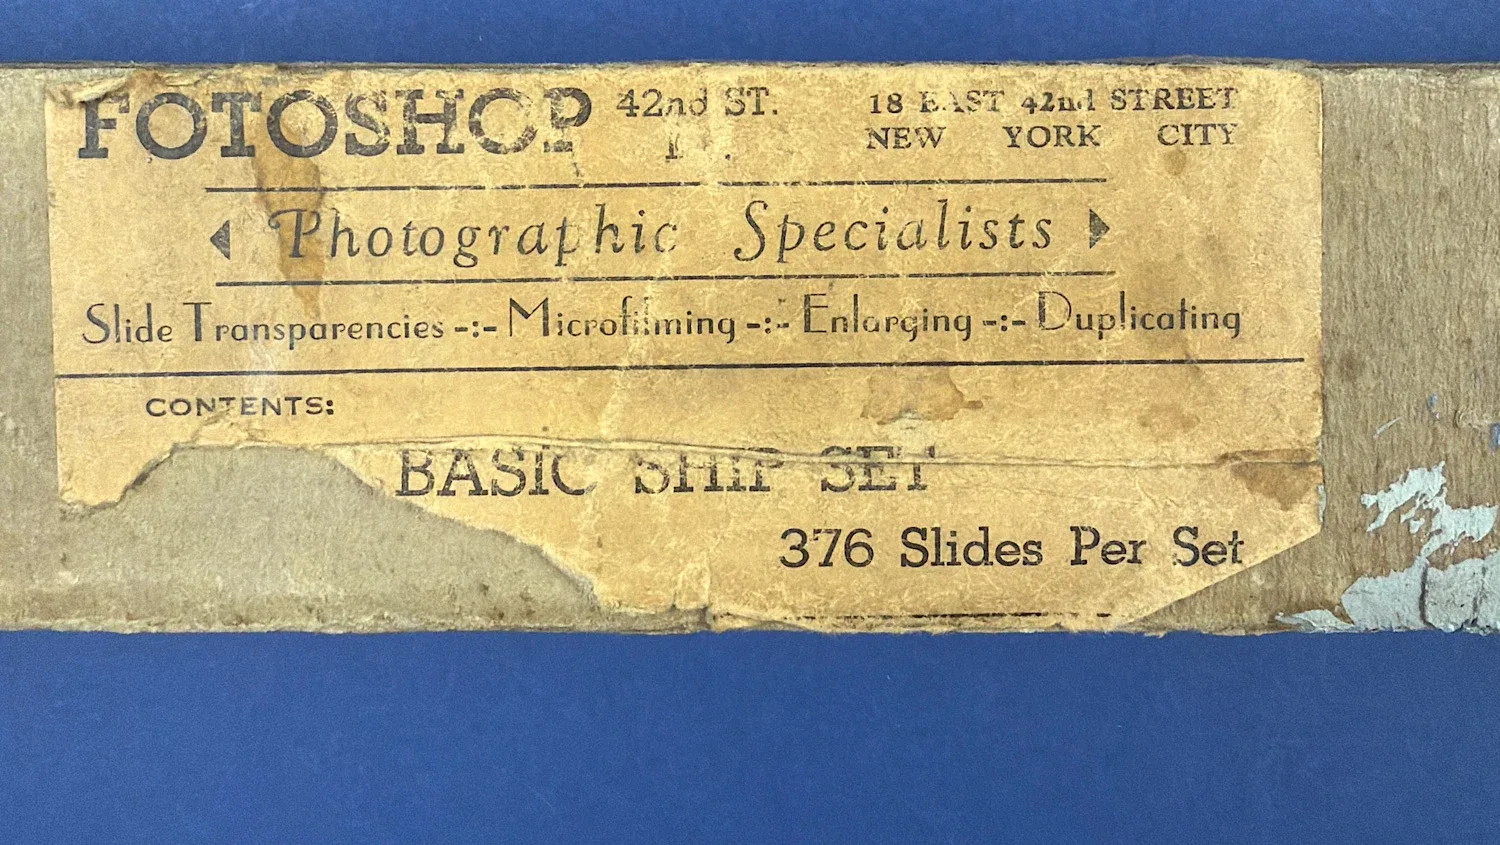 FOTOSHOP 42nd ST. 18 EAST 42nd STREET
NEW YORK CITY
Photographic Specialists
Slide Transparencies -:- Microfilming -:- Enlarging -:- Duplicating
CONTENTS:
BASIC SHIP SET
376 Slides Per Set